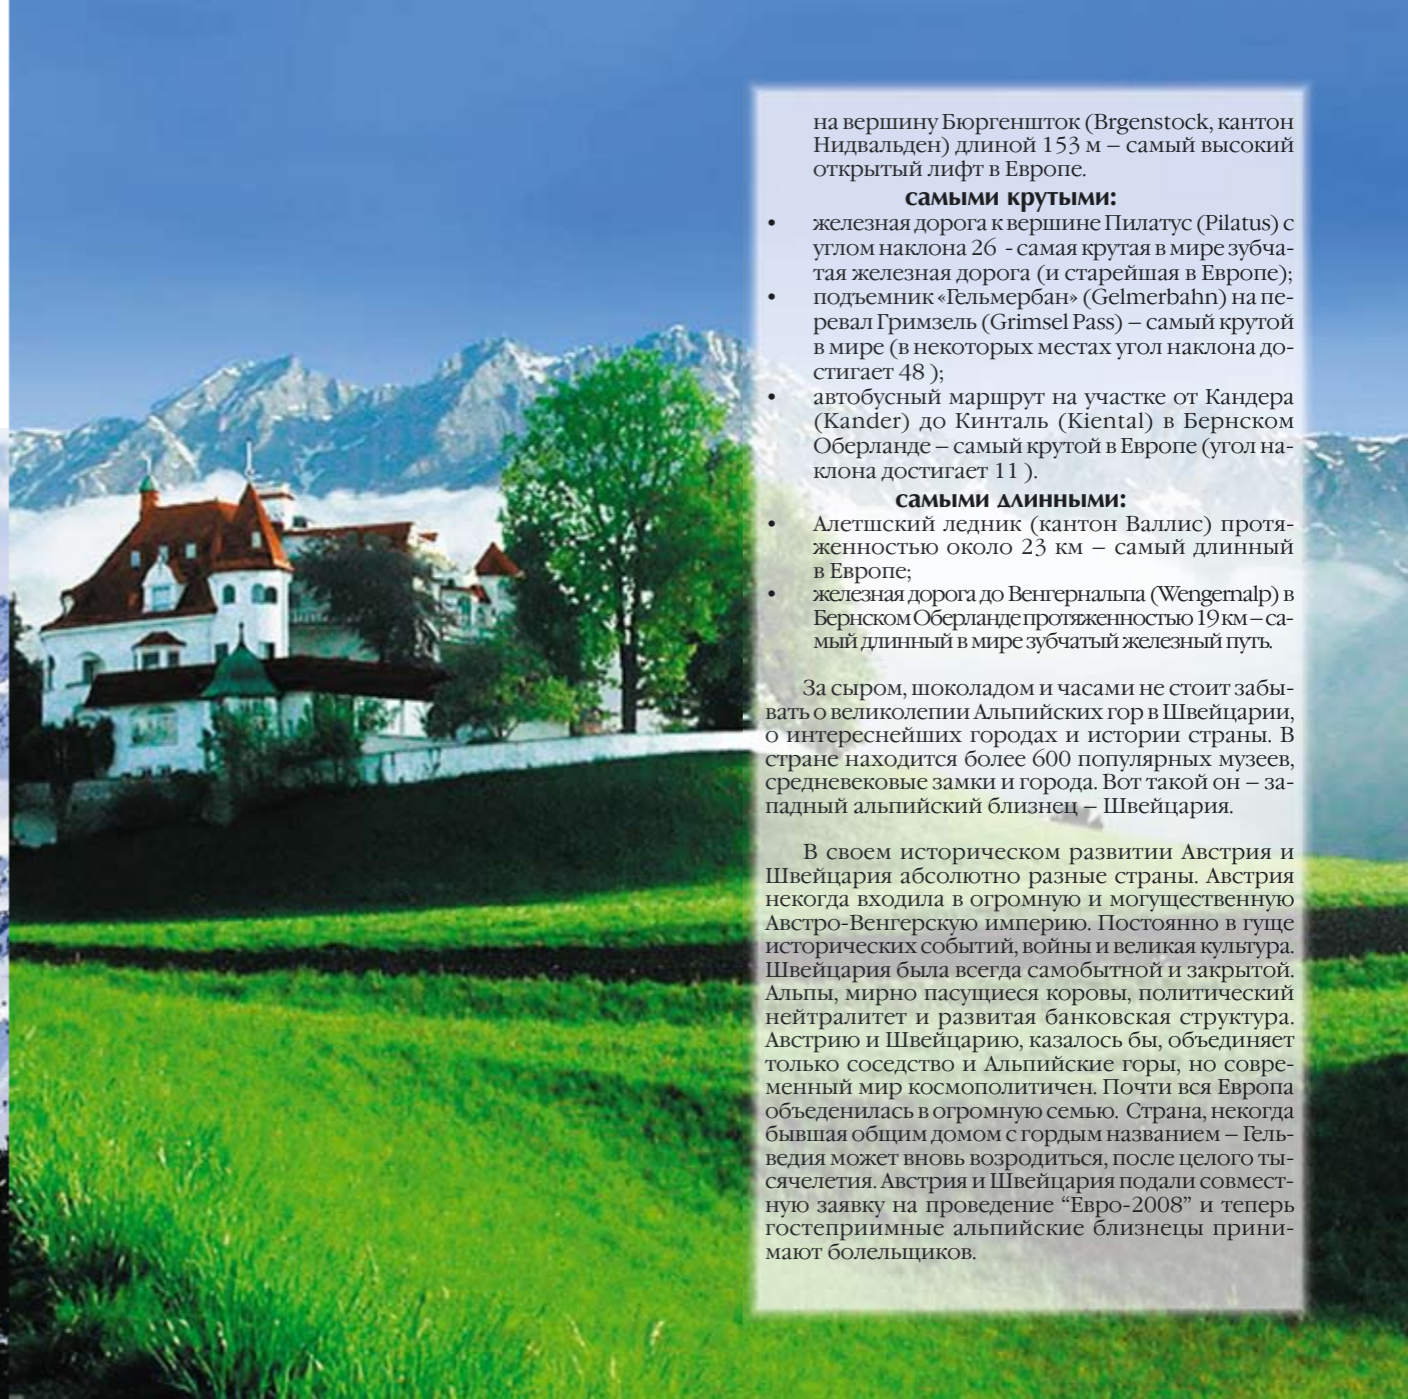 на вершину Бюргеншток (Brgenstock, кантон
Нидвальден) длиной 153 м – самый высокий
открытый лифт в Европе.
самыми крутыми:
• железная дорога к вершине Пилатус (Pilatus) с
углом наклона 26 - самая крутая в мире зубча-
тая железная дорога (и старейшая в Европе);
• подъемник «Гельмербан» (Gelmerbahn) на пе-
ревал Гримзель (Grimsel Pass) – самый крутой
в мире (в некоторых местах угол наклона до-
стигает 48 );
• автобусный маршрут на участке от Кандера
(Kander) до Кинталь (Kiental) в Бернском
Оберланде – самый крутой в Европе (угол на-
клона достигает 11 ).
самыми длинными:
• Алетшский ледник (кантон Валлис) протя-
женностью около 23 км – самый длинный
в Европе;
• железная дорога до Венгернальпа (Wengernalp) в
Бернском Оберланде протяженностью 19 км – са-
мый длинный в мире зубчатый железный путь.
За сыром, шоколадом и часами не стоит забы-
вать о великолепии Альпийских гор в Швейцарии,
о интереснейших городах и истории страны. В
стране находится более 600 популярных музеев,
средневековые замки и города. Вот такой он – за-
падный альпийский близнец – Швейцария.
В своем историческом развитии Австрия и
Швейцария абсолютно разные страны. Австрия
некогда входила в огромную и могущественную
Австро-Венгерскую империю. Постоянно в гуще
исторических событий, войны и великая культура.
Швейцария была всегда самобытной и закрытой.
Альпы, мирно пасущиеся коровы, политический
нейтралитет и развитая банковская структура.
Австрию и Швейцарию, казалось бы, объединяет
только соседство и Альпийские горы, но совре-
менный мир космополитичен. Почти вся Европа
объеденилась в огромную семью. Страна, некогда
бывшая общим домом с гордым названием – Гель-
ведия может вновь возродиться, после целого ты-
сячелетия. Австрия и Швейцария подали совмест-
ную заявку на проведение “Евро-2008” и теперь
гостеприимные альпийские близнецы прини-
мают болельщиков.